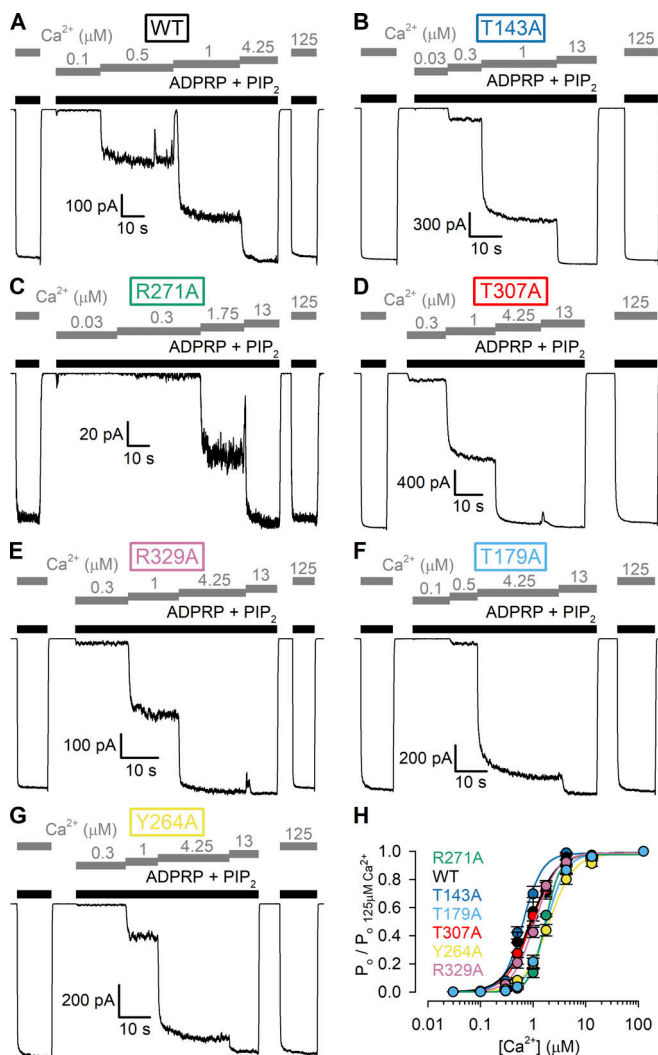 A
WT
Ca²⁺ (μM)
0.1 0.5 1 4.25 125
ADPRP + PIP₂
100 pA
10 s
B
T143A
Ca²⁺ (μM)
0.03 0.3 1 13 125
ADPRP + PIP₂
300 pA
10 s
C
R271A
Ca²⁺ (μM)
0.03 0.3 1.75 13 125
ADPRP + PIP₂
20 pA
10 s
D
T307A
Ca²⁺ (μM)
0.3 1 4.25 13 125
ADPRP + PIP₂
400 pA
10 s
E
R329A
Ca²⁺ (μM)
0.3 1 4.25 13 125
ADPRP + PIP₂
100 pA
10 s
F
T179A
Ca²⁺ (μM)
0.1 0.5 4.25 13 125
ADPRP + PIP₂
200 pA
10 s
G
Y264A
Ca²⁺ (μM)
0.3 1 4.25 13 125
ADPRP + PIP₂
200 pA
10 s
H
R271A
WT
T143A
T179A
T307A
Y264A
R329A
Pₒ / Pₒ 125μM Ca²⁺
1.0
0.8
0.6
0.4
0.2
0.0
0.01 0.1 1 10 100
[Ca²⁺] (μM)